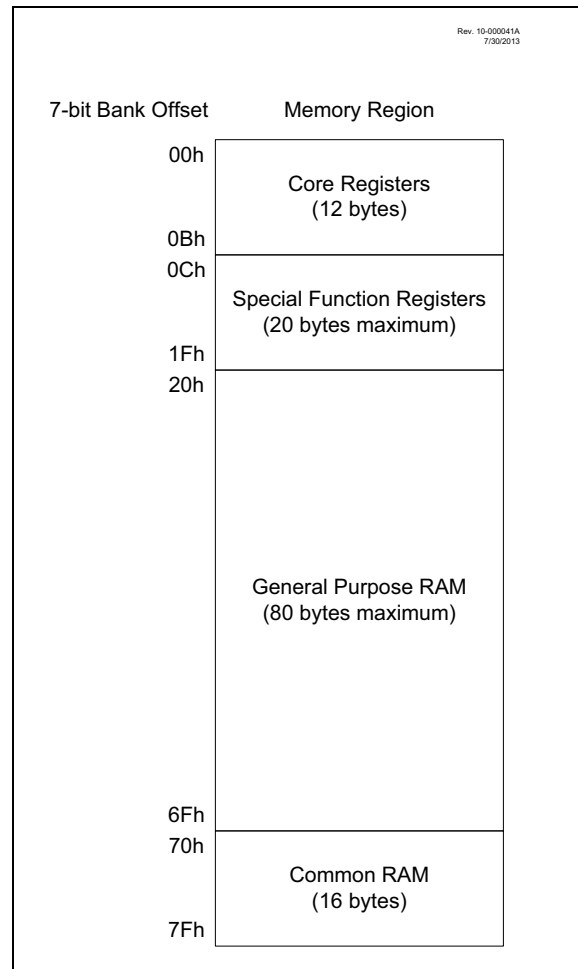 Rev. 10-000041A
7/30/2013
7-bit Bank Offset
Memory Region
00h
Core Registers
(12 bytes)
0Bh
0Ch
Special Function Registers
(20 bytes maximum)
1Fh
20h
General Purpose RAM
(80 bytes maximum)
6Fh
70h
Common RAM
(16 bytes)
7Fh